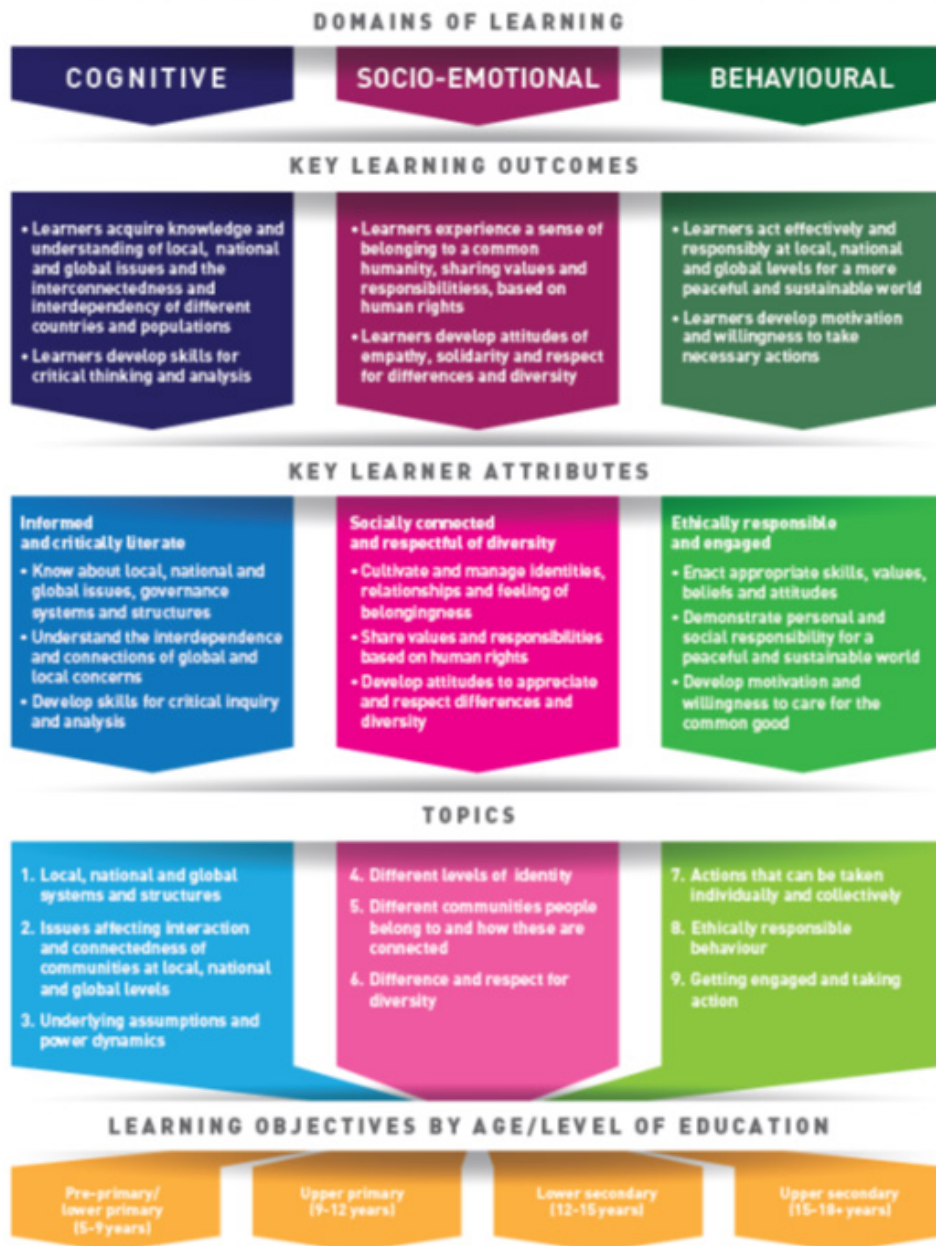 DOMAINS OF LEARNING
COGNITIVE
SOCIO-EMOTIONAL
BEHAVIOURAL
KEY LEARNING OUTCOMES
• Learners acquire knowledge and
understanding of local, national
and global issues and the
interconnectedness and
interdependency of different
countries and populations
• Learners develop skills for
critical thinking and analysis
• Learners experience a sense of
belonging to a common
humanity, sharing values and
responsibilitiess, based on
human rights
• Learners develop attitudes of
empathy, solidarity and respect
for differences and diversity
• Learners act effectively and
responsibly at local, national
and global levels for a more
peaceful and sustainable world
• Learners develop motivation
and willingness to take
necessary actions
KEY LEARNER ATTRIBUTES
Informed
and critically literate
• Know about local, national and
global issues, governance
systems and structures
• Understand the interdependence
and connections of global and
local concerns
• Develop skills for critical inquiry
and analysis
Socially connected
and respectful of diversity
• Cultivate and manage identities,
relationships and feeling of
belongingness
• Share values and responsibilities
based on human rights
• Develop attitudes to appreciate
and respect differences and
diversity
Ethically responsible
and engaged
• Enact appropriate skills, values,
beliefs and attitudes
• Demonstrate personal and
social responsibility for a
peaceful and sustainable world
• Develop motivation and
willingness to care for the
common good
TOPICS
1. Local, national and global
systems and structures
2. Issues affecting interaction
and connectedness of
communities at local, national
and global levels
3. Underlying assumptions and
power dynamics
4. Different levels of identity
5. Different communities people
belong to and how these are
connected
6. Difference and respect for
diversity
7. Actions that can be taken
individually and collectively
8. Ethically responsible
behaviour
9. Getting engaged and taking
action
LEARNING OBJECTIVES BY AGE/LEVEL OF EDUCATION
Pre-primary/
lower primary
(5-9 years)
Upper primary
(9-12 years)
Lower secondary
(12-15 years)
Upper secondary
(15-18+ years)